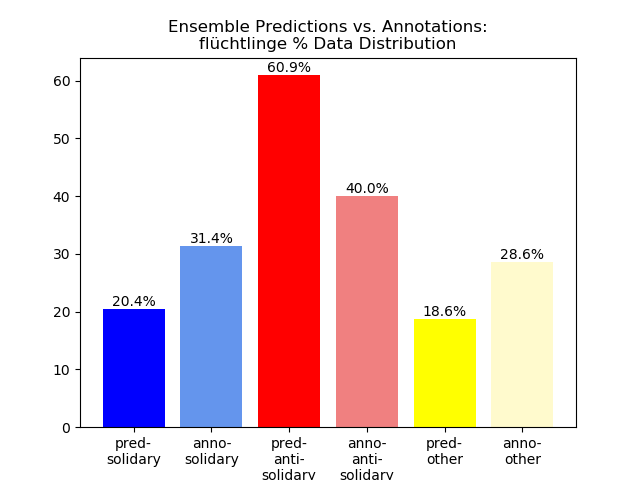 Ensemble Predictions vs. Annotations:
flüchtlinge % Data Distribution
60
50
40
30
20
10
0
20.4%
31.4%
60.9%
40.0%
18.6%
28.6%
pred-
solidary
anno-
solidary
pred-
anti-
solidary
anno-
anti-
solidary
pred-
other
anno-
other